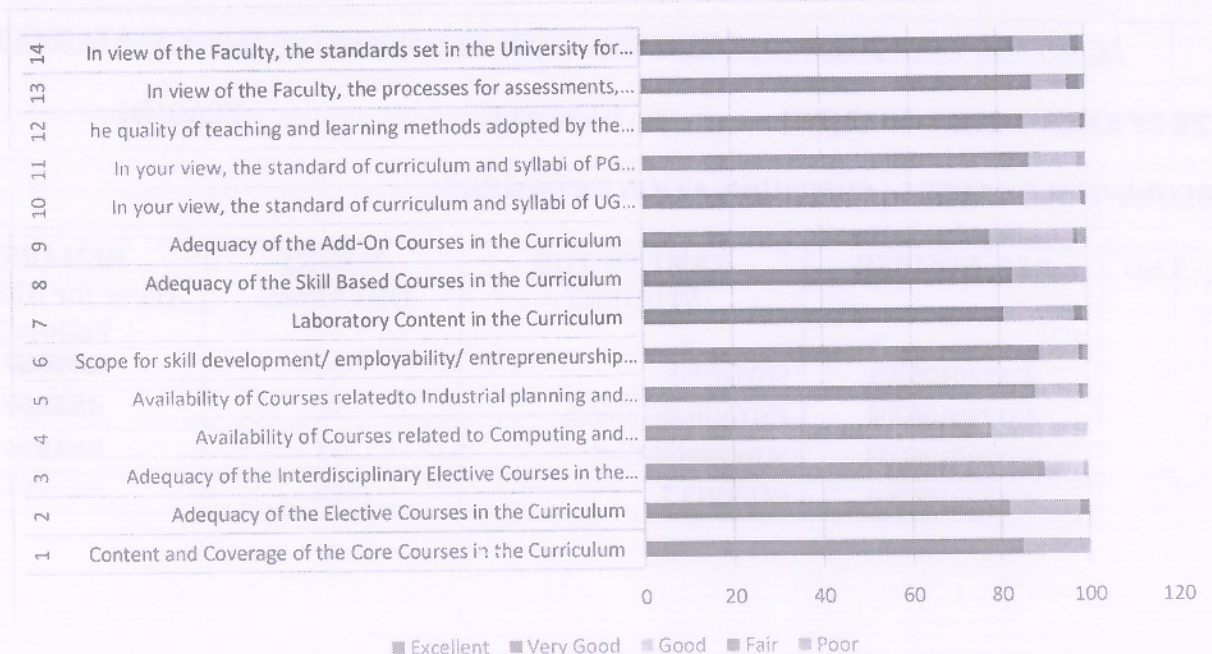 14 In view of the Faculty, the standards set in the University for...
13 In view of the Faculty, the processes for assessments,...
12 he quality of teaching and learning methods adopted by the...
11 In your view, the standard of curriculum and syllabi of PG...
10 In your view, the standard of curriculum and syllabi of UG...
9 Adequacy of the Add-On Courses in the Curriculum
8 Adequacy of the Skill Based Courses in the Curriculum
7 Laboratory Content in the Curriculum
6 Scope for skill development/ employability/ entrepreneurship...
5 Availability of Courses relatedto Industrial planning and...
4 Availability of Courses related to Computing and...
3 Adequacy of the Interdisciplinary Elective Courses in the...
2 Adequacy of the Elective Courses in the Curriculum
1 Content and Coverage of the Core Courses in the Curriculum
0 20 40 60 80 100 120
Excellent Very Good Good Fair Poor